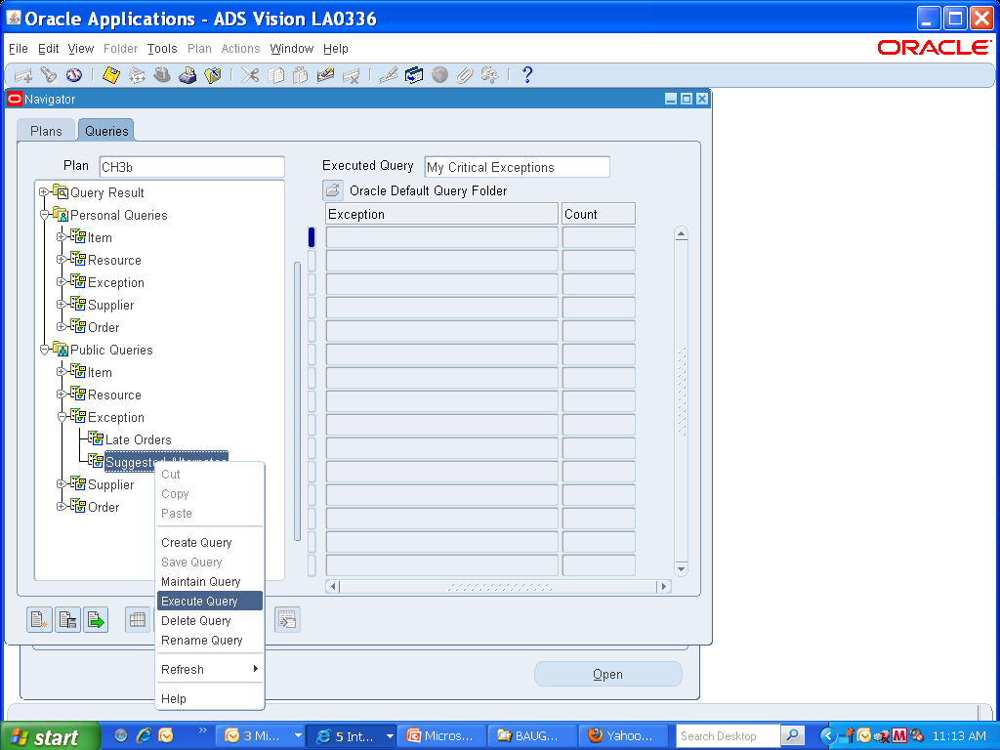 Oracle Applications - ADS Vision LA0336
File Edit View Folder Tools Plan Actions Window Help
ORACLE
Navigator
Plans Queries
Plan CH3b
Executed Query My Critical Exceptions
Oracle Default Query Folder
Exception Count
Query Result
Personal Queries
Item
Resource
Exception
Supplier
Order
Public Queries
Item
Resource
Exception
Late Orders
Suggested
Supplier
Order
Cut
Copy
Paste
Create Query
Save Query
Maintain Query
Execute Query
Delete Query
Rename Query
Refresh
Help
Open
start
3 Mi...
5 Int...
Micros...
BAUG...
Yahoo...
Search Desktop
11:13 AM